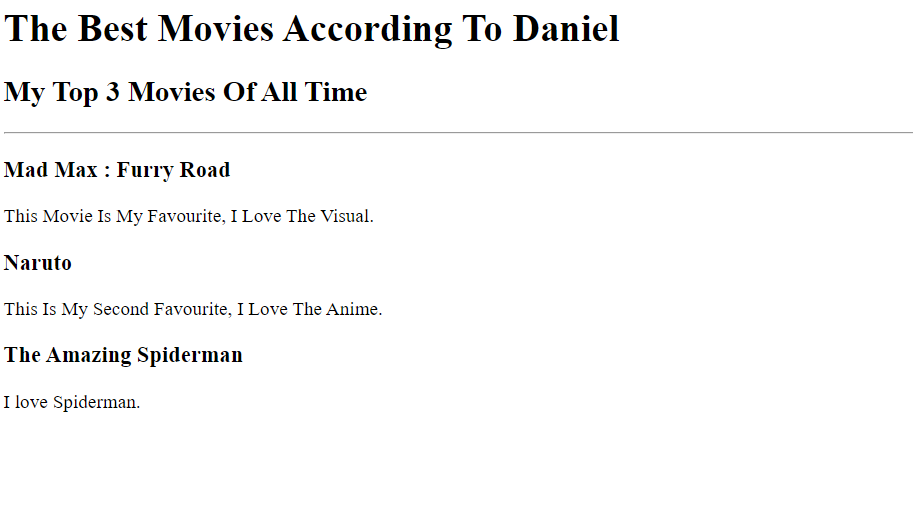 The Best Movies According To Daniel
My Top 3 Movies Of All Time
Mad Max : Furry Road
This Movie Is My Favourite, I Love The Visual.
Naruto
This Is My Second Favourite, I Love The Anime.
The Amazing Spiderman
I love Spiderman.